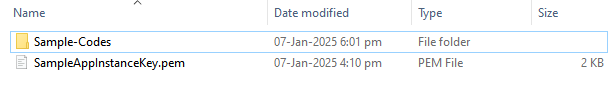 Name Date modified Type Size
Sample-Codes 07-Jan-2025 6:01 pm File folder
SampleAppInstanceKey.pem 07-Jan-2025 4:10 pm PEM File 2 KB